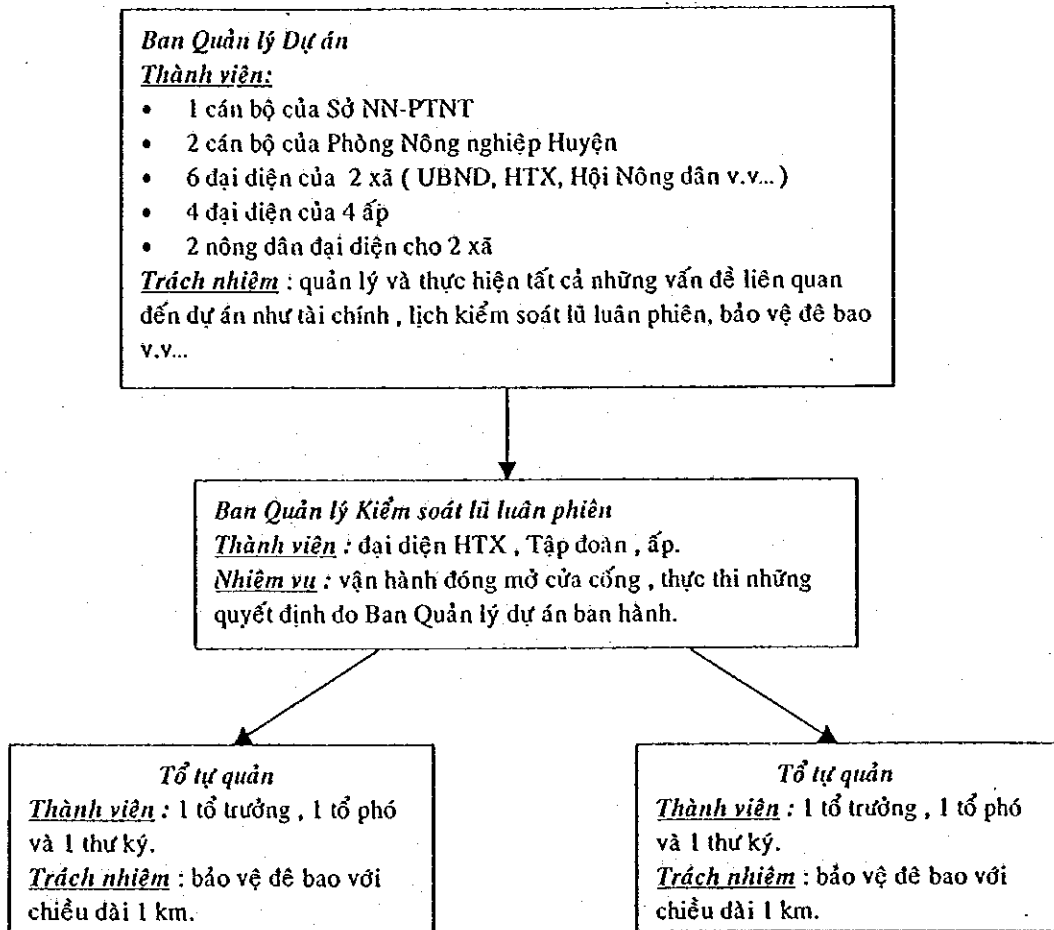 Ban Quản lý Dự án
Thành viên:
• 1 cán bộ của Sở NN-PTNT
• 2 cán bộ của Phòng Nông nghiệp Huyện
• 6 đại diện của 2 xã ( UBND, HTX, Hội Nông dân v.v... )
• 4 đại diện của 4 ấp
• 2 nông dân đại diện cho 2 xã
Trách nhiệm : quản lý và thực hiện tất cả những vấn đề liên quan
đến dự án như tài chính , lịch kiểm soát lũ luân phiên, bảo vệ đê bao
v.v...
Ban Quản lý Kiểm soát lũ luân phiên
Thành viên : đại diện HTX , Tập đoàn , ấp.
Nhiệm vụ : vận hành đóng mở cửa cống , thực thi những
quyết định do Ban Quản lý dự án ban hành.
Tổ tự quản
Thành viên : 1 tổ trưởng , 1 tổ phó
và 1 thư ký.
Trách nhiệm : bảo vệ đê bao với
chiều dài 1 km.
Tổ tự quản
Thành viên : 1 tổ trưởng , 1 tổ phó
và 1 thư ký.
Trách nhiệm : bảo vệ đê bao với
chiều dài 1 km.